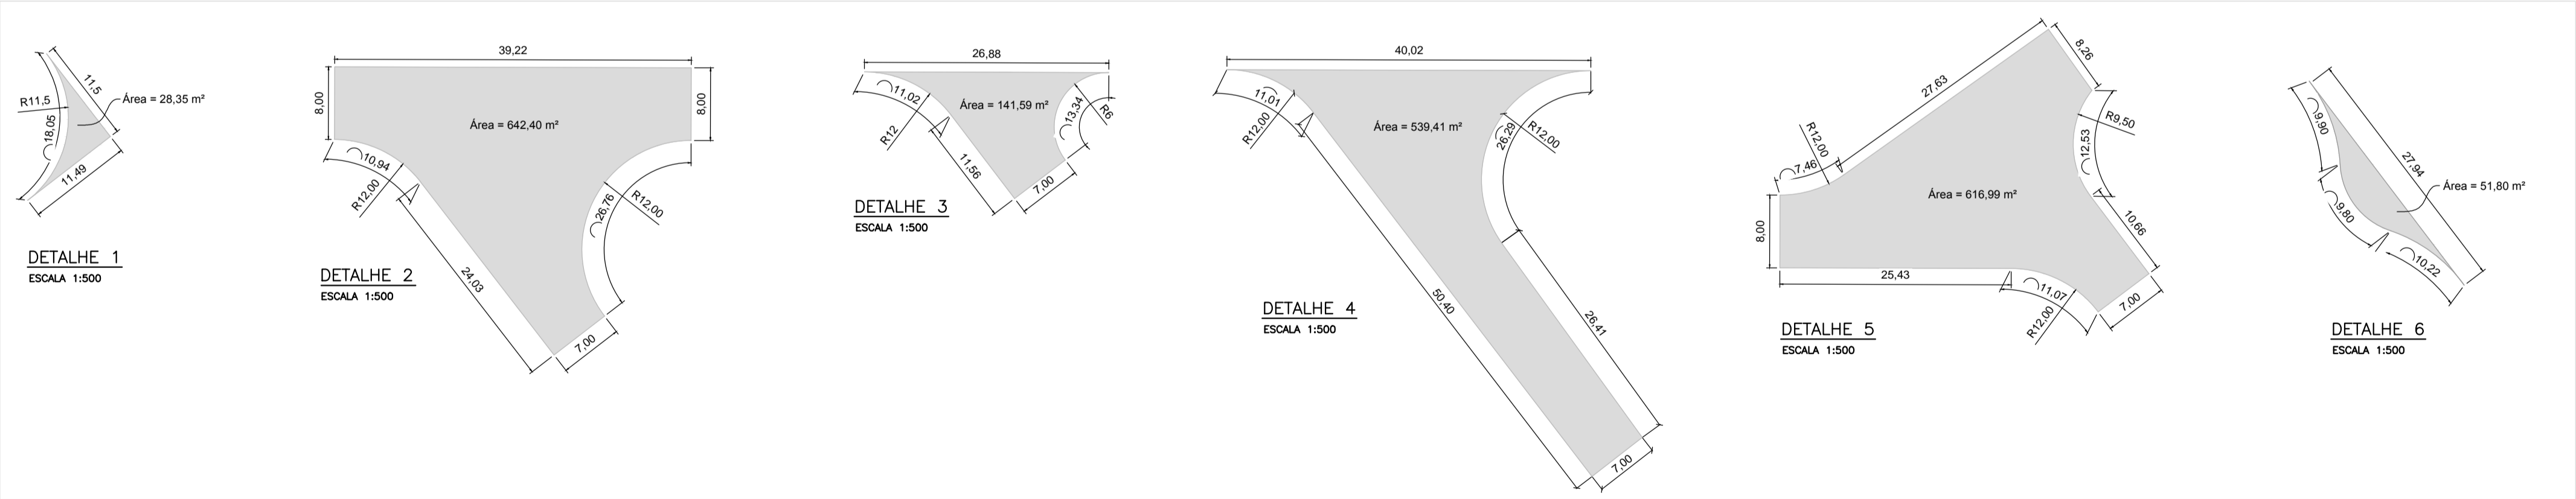 11,5
R11,5
18,05
11,49
Área = 28,35 m²
DETALHE 1
ESCALA 1:500
39,22
8,00
8,00
Área = 642,40 m²
10,94
R12,00
26,76
R12,00
24,03
7,00
DETALHE 2
ESCALA 1:500
26,88
11,02
R12
Área = 141,59 m²
13,34
R6
11,56
7,00
DETALHE 3
ESCALA 1:500
40,02
11,01
R12,00
Área = 539,41 m²
26,29
R12,00
50,40
26,41
7,00
DETALHE 4
ESCALA 1:500
8,26
27,63
R12,00
7,46
R9,50
12,53
Área = 616,99 m²
8,00
10,66
25,43
11,07
R12,00
7,00
DETALHE 5
ESCALA 1:500
9,90
27,94
Área = 51,80 m²
9,80
10,22
DETALHE 6
ESCALA 1:500